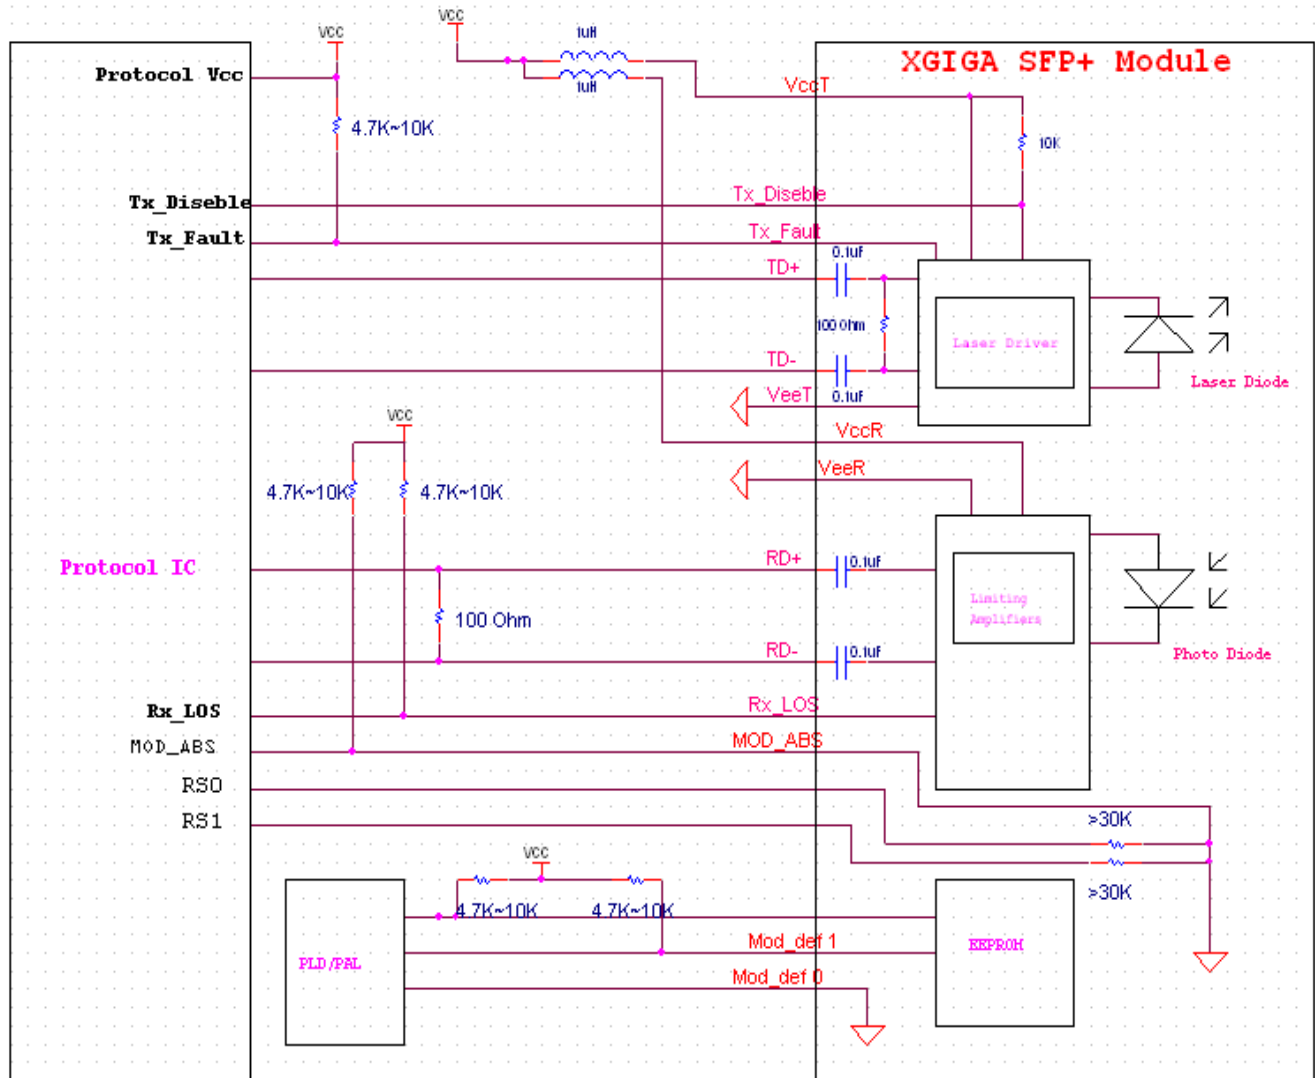 VCC
VCC
1uH
XGIGA SFP+ Module
Protocol Vcc
1uH
VccT
4.7K~10K
10K
Tx_Diseble
Tx_Diseble
Tx_Fault
Tx_Fault
0.1uF
TD+
100 Ohm
Laser Driver
TD-
Laser Diode
VeeT
0.1uF
VCC
VccR
VeeR
4.7K~10K
4.7K~10K
Protocol IC
RD+
0.1uF
Limiting
Amplifiers
100 Ohm
RD-
0.1uF
Photo Diode
Rx_LOS
Rx_LOS
MOD_ABS
MOD_ABS
RS0
RS1
>30K
VCC
>30K
4.7K~10K
4.7K~10K
Mod_def 1
EEPROM
PLD/PAL
Mod_def 0